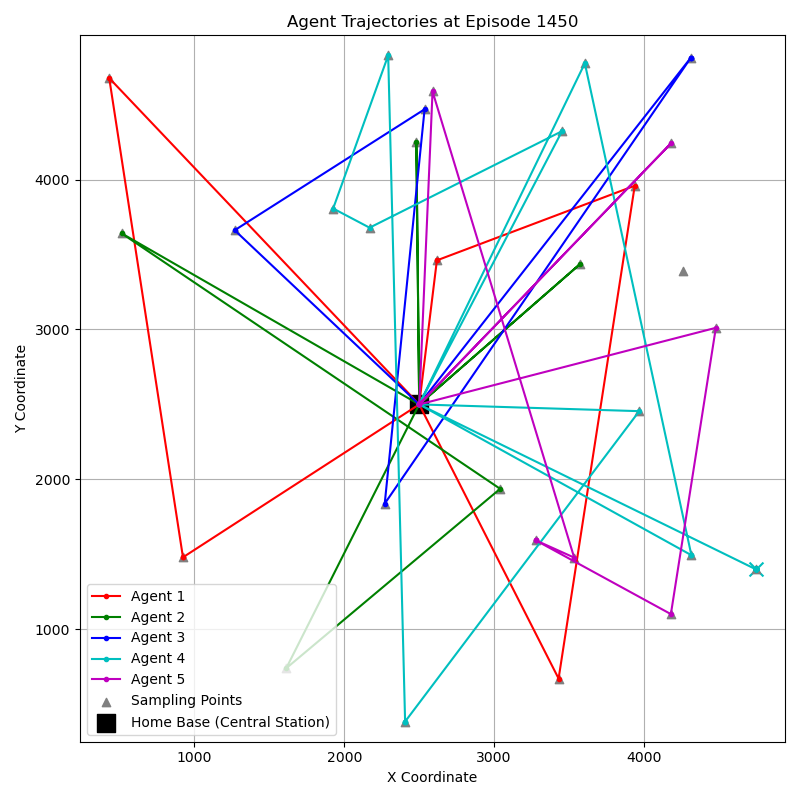 Agent Trajectories at Episode 1450
Y Coordinate
4000
3000
2000
1000
Agent 1
Agent 2
Agent 3
Agent 4
Agent 5
Sampling Points
Home Base (Central Station)
1000 2000 3000 4000
X Coordinate